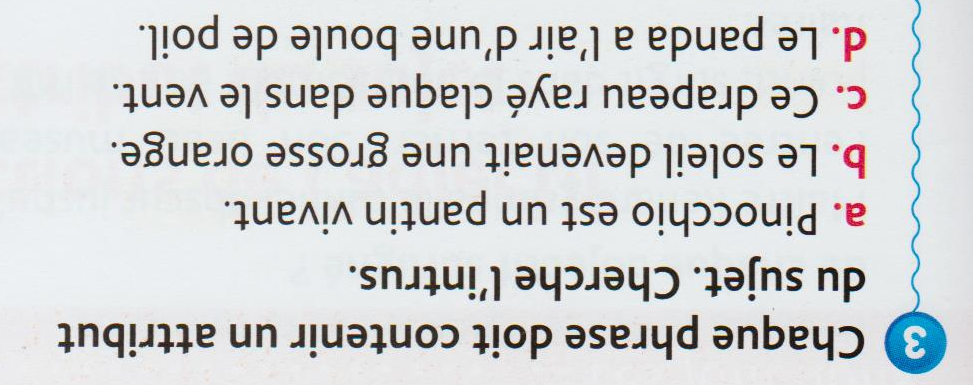 3 Chaque phrase doit contenir un attribut
du sujet. Cherche l'intrus.
a. Pinocchio est un pantin vivant.
b. Le soleil devenait une grosse orange.
c. Ce drapeau rayé claque dans le vent.
d. Le panda a l'air d'une boule de poil.